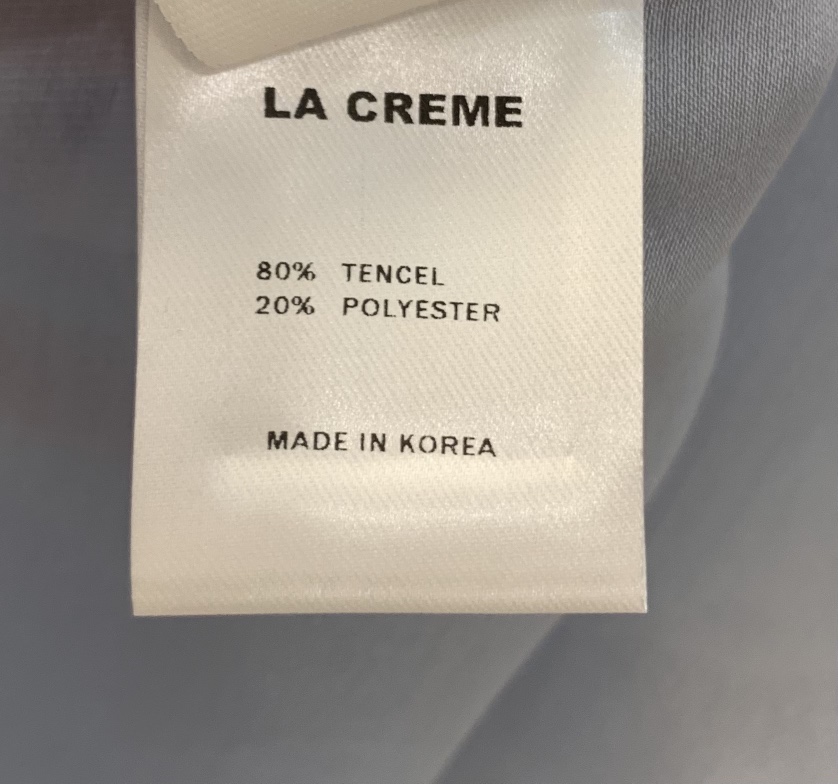 LA CREME
80% TENCEL
20% POLYESTER
MADE IN KOREA